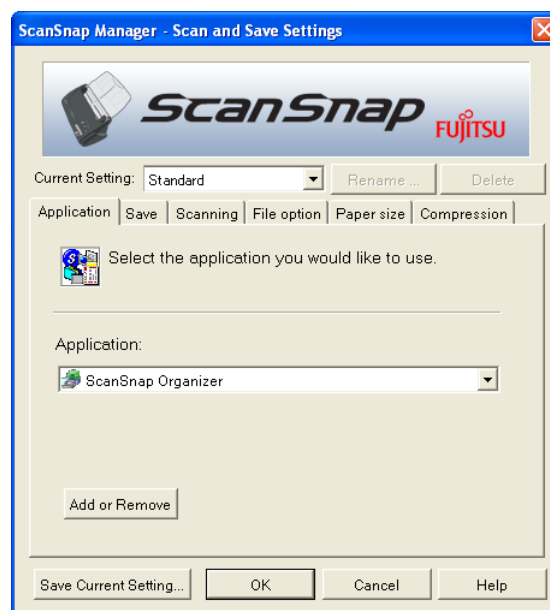 ScanSnap Manager - Scan and Save Settings
ScanSnap
FUJITSU
Current Setting: Standard Rename ... Delete
Application Save Scanning File option Paper size Compression
Select the application you would like to use.
Application:
ScanSnap Organizer
Add or Remove
Save Current Setting... OK Cancel Help